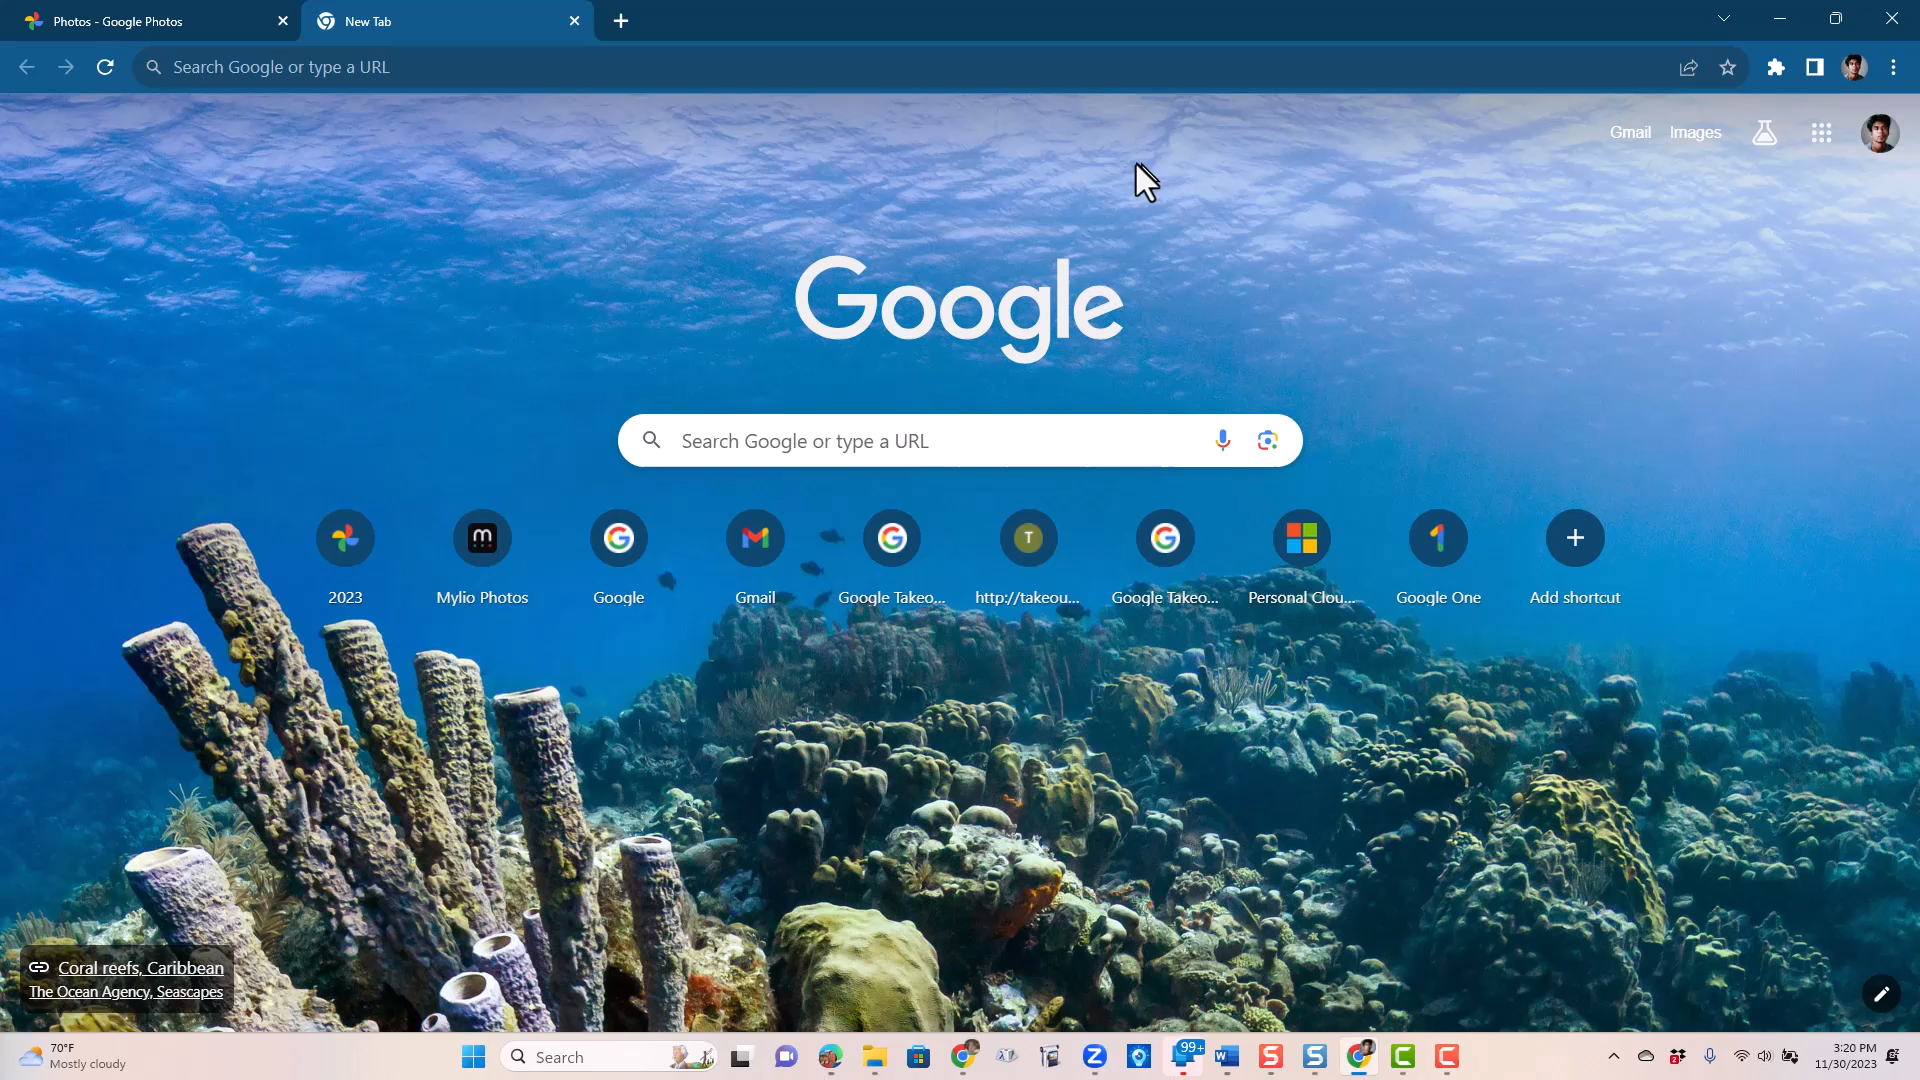 Photos - Google Photos
New Tab
Search Google or type a URL
Gmail Images
Google
Search Google or type a URL
2023
Mylio Photos
Google
Gmail
Google Takeo...
T
http://takeou...
Google Takeo...
Personal Clou...
Google One
Add shortcut
Coral reefs, Caribbean
The Ocean Agency, Seascapes
70°F
Mostly cloudy
Search
99+
3:20 PM
11/30/2023